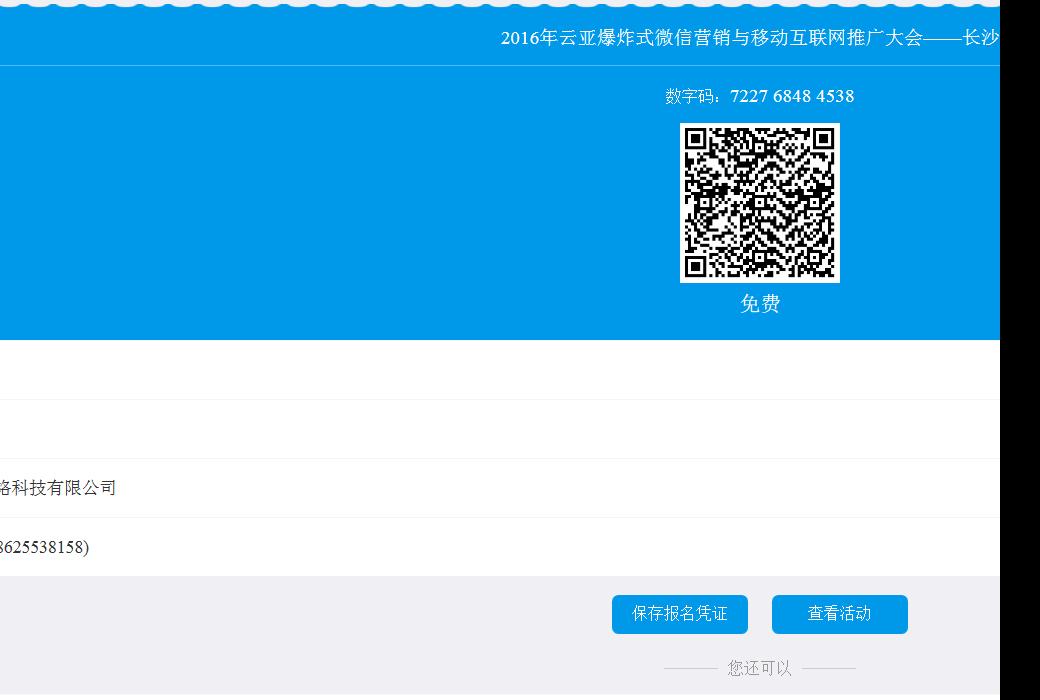 2016年云亚爆炸式微信营销与移动互联网推广大会——长沙
数字码：7227 6848 4538
免费
络科技有限公司
8625538158)
保存报名凭证
查看活动
您还可以